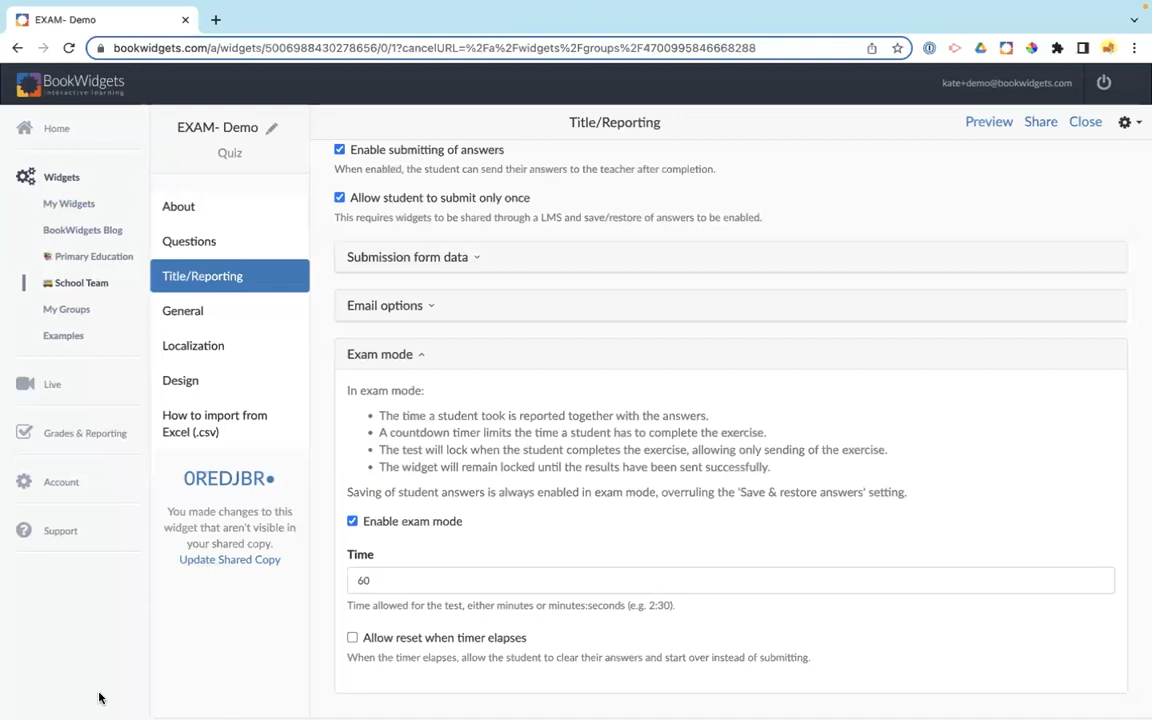 EXAM- Demo
bookwidgets.com/a/widgets/5006988430278656/0/1?cancelURL=%2Fa%2Fwidgets%2Fgroups%2F4700995846668288
BookWidgets
interactive learning
kate+demo@bookwidgets.com
Home
Widgets
My Widgets
BookWidgets Blog
Primary Education
School Team
My Groups
Examples
Live
Grades & Reporting
Account
Support
EXAM- Demo
Quiz
About
Questions
Title/Reporting
General
Localization
Design
How to import from
Excel (.csv)
0REDJBR
You made changes to this
widget that aren't visible in
your shared copy.
Update Shared Copy
Title/Reporting
Preview Share Close
Enable submitting of answers
When enabled, the student can send their answers to the teacher after completion.
Allow student to submit only once
This requires widgets to be shared through a LMS and save/restore of answers to be enabled.
Submission form data
Email options
Exam mode
In exam mode:
• The time a student took is reported together with the answers.
• A countdown timer limits the time a student has to complete the exercise.
• The test will lock when the student completes the exercise, allowing only sending of the exercise.
• The widget will remain locked until the results have been sent successfully.
Saving of student answers is always enabled in exam mode, overruling the 'Save & restore answers' setting.
Enable exam mode
Time
60
Time allowed for the test, either minutes or minutes:seconds (e.g. 2:30).
Allow reset when timer elapses
When the timer elapses, allow the student to clear their answers and start over instead of submitting.